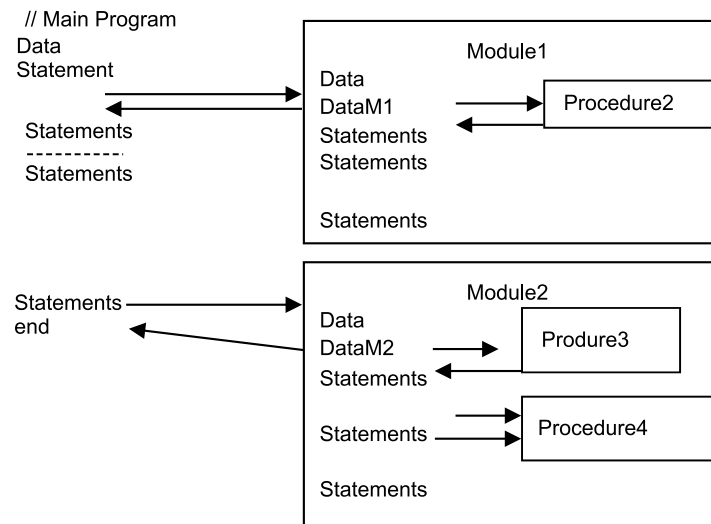 // Main Program
Data
Statement
Statements
Statements
Statements
end
Module1
Data
DataM1
Statements
Statements
Statements
Procedure2
Module2
Data
DataM2
Statements
Statements
Statements
Produre3
Procedure4